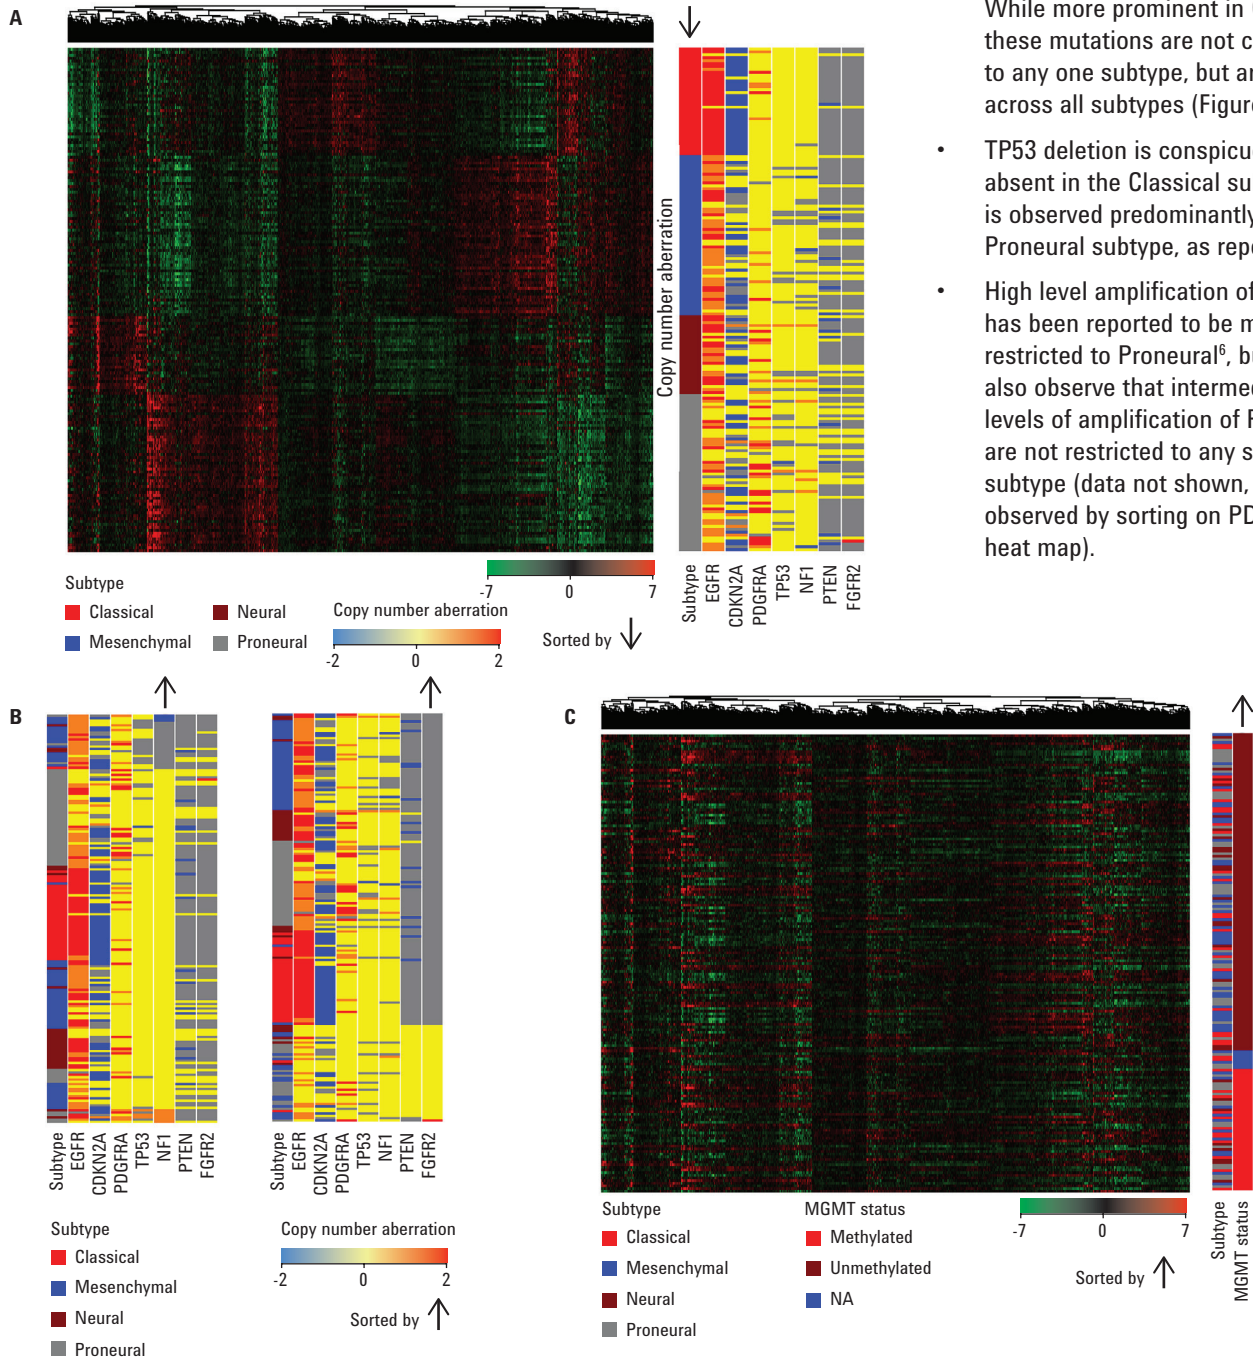 A
Copy number aberration
Subtype
EGFR
CDKN2A
PDGFRA
TP53
NF1
PTEN
FGFR2
Subtype
Classical
Mesenchymal
Neural
Proneural
Copy number aberration
-2 0 2
-7 0 7
Sorted by
While more prominent in
these mutations are not
to any one subtype, but
across all subtypes (Figure
• TP53 deletion is
absent in the Classical
is observed predominantly
Proneural subtype, as
• High level amplification of
has been reported to be
restricted to Proneural6,
also observe that
levels of amplification of
are not restricted to any
subtype (data not shown,
observed by sorting on
heat map).
B
Subtype
EGFR
CDKN2A
PDGFRA
TP53
NF1
PTEN
FGFR2
Subtype
EGFR
CDKN2A
PDGFRA
TP53
NF1
PTEN
FGFR2
Subtype
Classical
Mesenchymal
Neural
Proneural
Copy number aberration
-2 0 2
Sorted by
C
Subtype
MGMT status
Subtype
Classical
Mesenchymal
Neural
Proneural
MGMT status
Methylated
Unmethylated
NA
-7 0 7
Sorted by